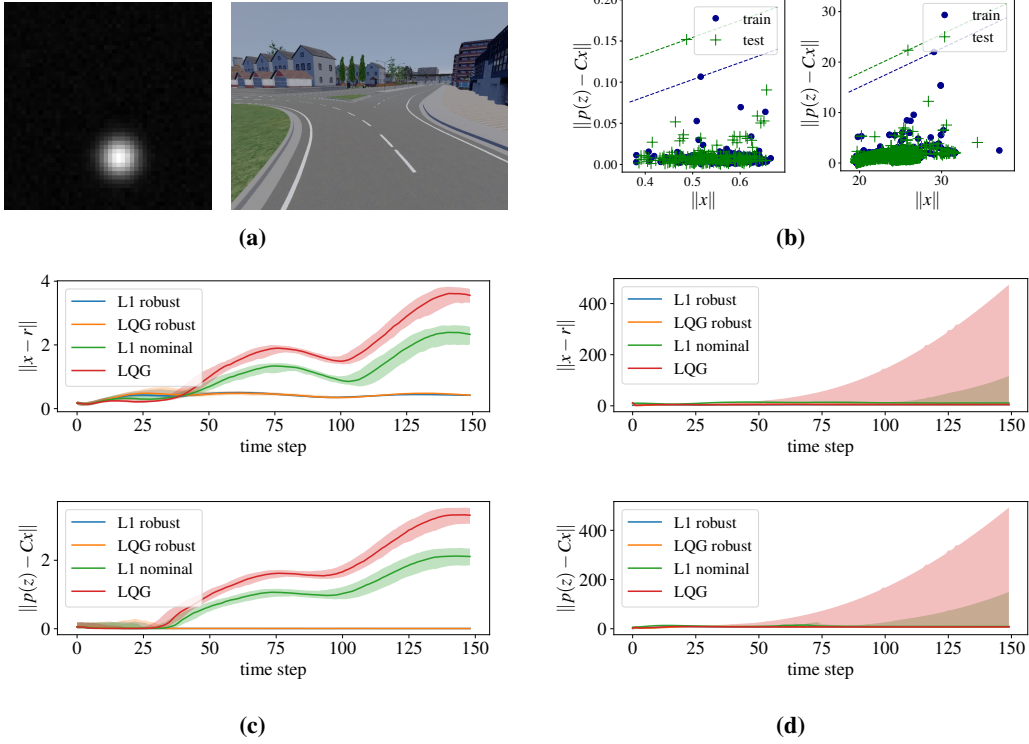 (a)
0.20
0.15
0.10
0.05
0.00
||p(z) − Cx||
train
test
0.4
0.5
0.6
||x||
30
20
10
0
||p(z) − Cx||
train
test
20
30
||x||
(b)
4
2
0
||x − r||
L1 robust
LQG robust
L1 nominal
LQG
0
25
50
75
100
125
150
time step
2
0
||p(z) − Cx||
L1 robust
LQG robust
L1 nominal
LQG
0
25
50
75
100
125
150
time step
(c)
400
200
0
||x − r||
L1 robust
LQG robust
L1 nominal
LQG
0
25
50
75
100
125
150
time step
400
200
0
||p(z) − Cx||
L1 robust
LQG robust
L1 nominal
LQG
0
25
50
75
100
125
150
time step
(d)